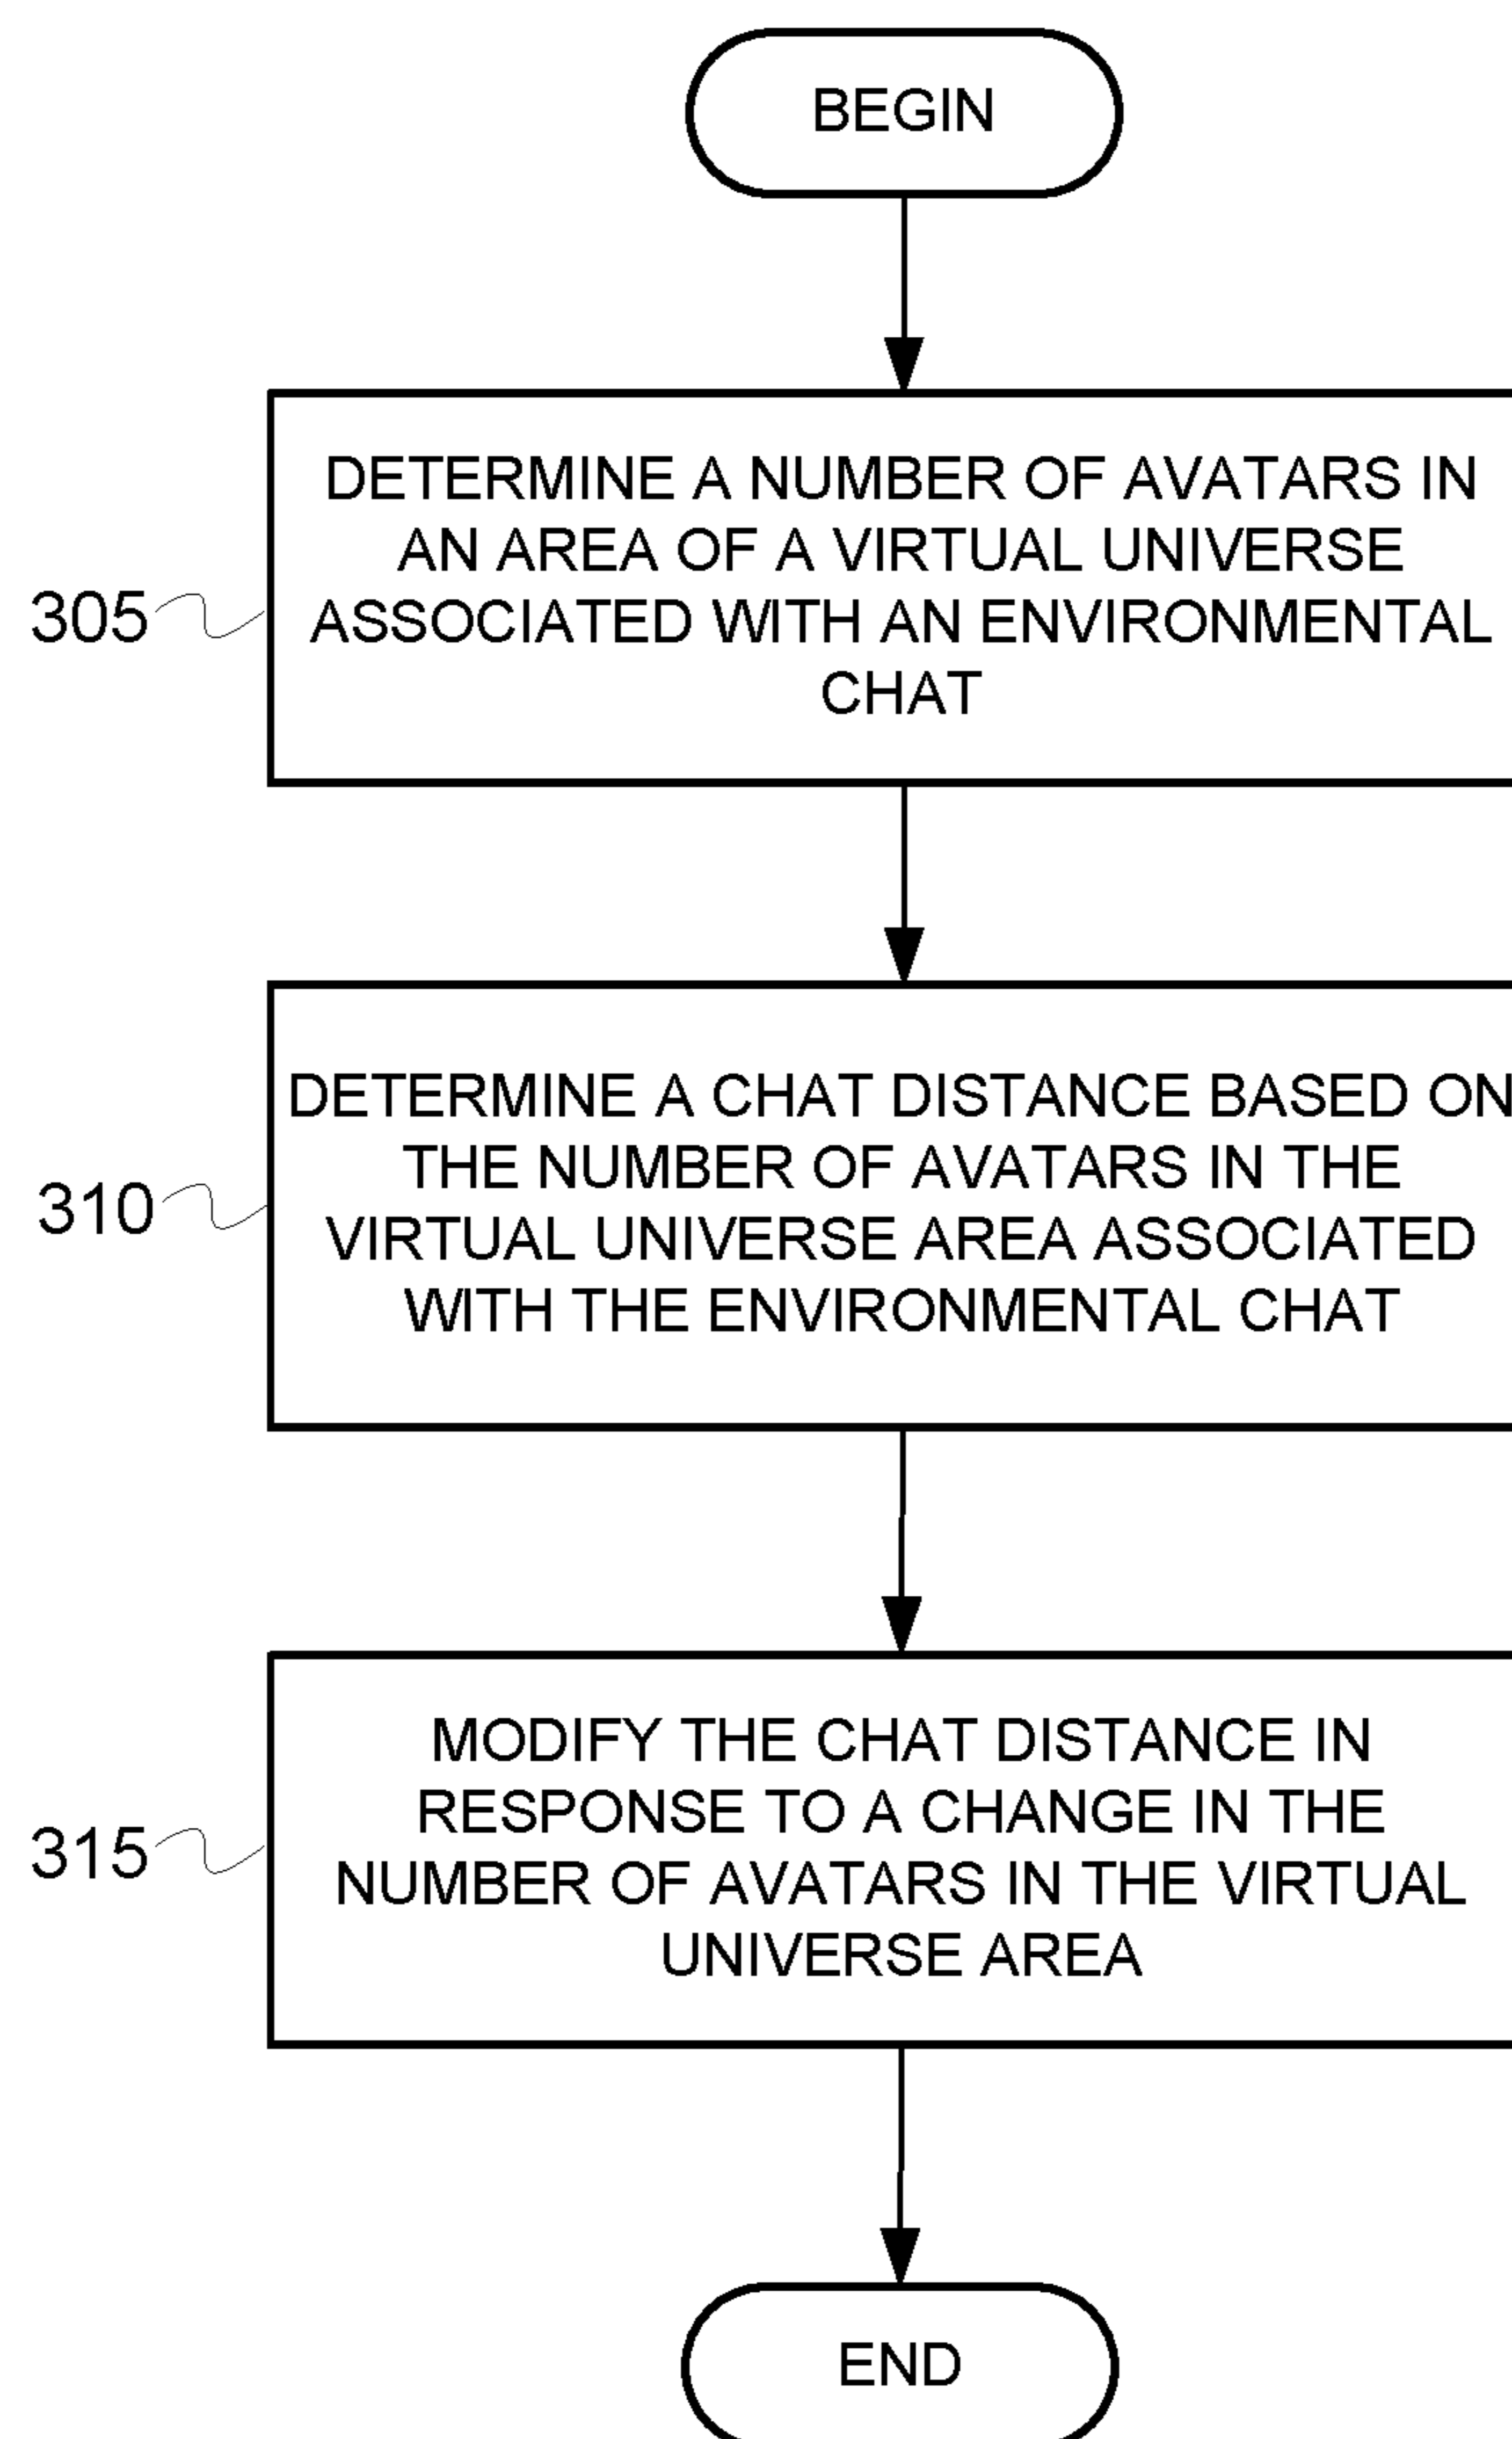 BEGIN
DETERMINE A NUMBER OF AVATARS IN
AN AREA OF A VIRTUAL UNIVERSE
ASSOCIATED WITH AN ENVIRONMENTAL
CHAT
305
DETERMINE A CHAT DISTANCE BASED ON
THE NUMBER OF AVATARS IN THE
VIRTUAL UNIVERSE AREA ASSOCIATED
WITH THE ENVIRONMENTAL CHAT
310
MODIFY THE CHAT DISTANCE IN
RESPONSE TO A CHANGE IN THE
NUMBER OF AVATARS IN THE VIRTUAL
UNIVERSE AREA
315
END